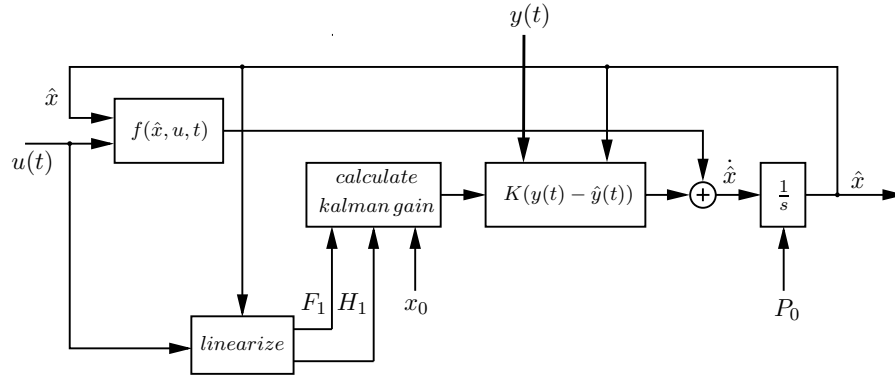 y(t)
x̂
f(x̂, u, t)
u(t)
calculate
kalman gain
K(y(t) − ŷ(t))
+
x̂̇
1
s
x̂
F₁
H₁
x₀
P₀
linearize